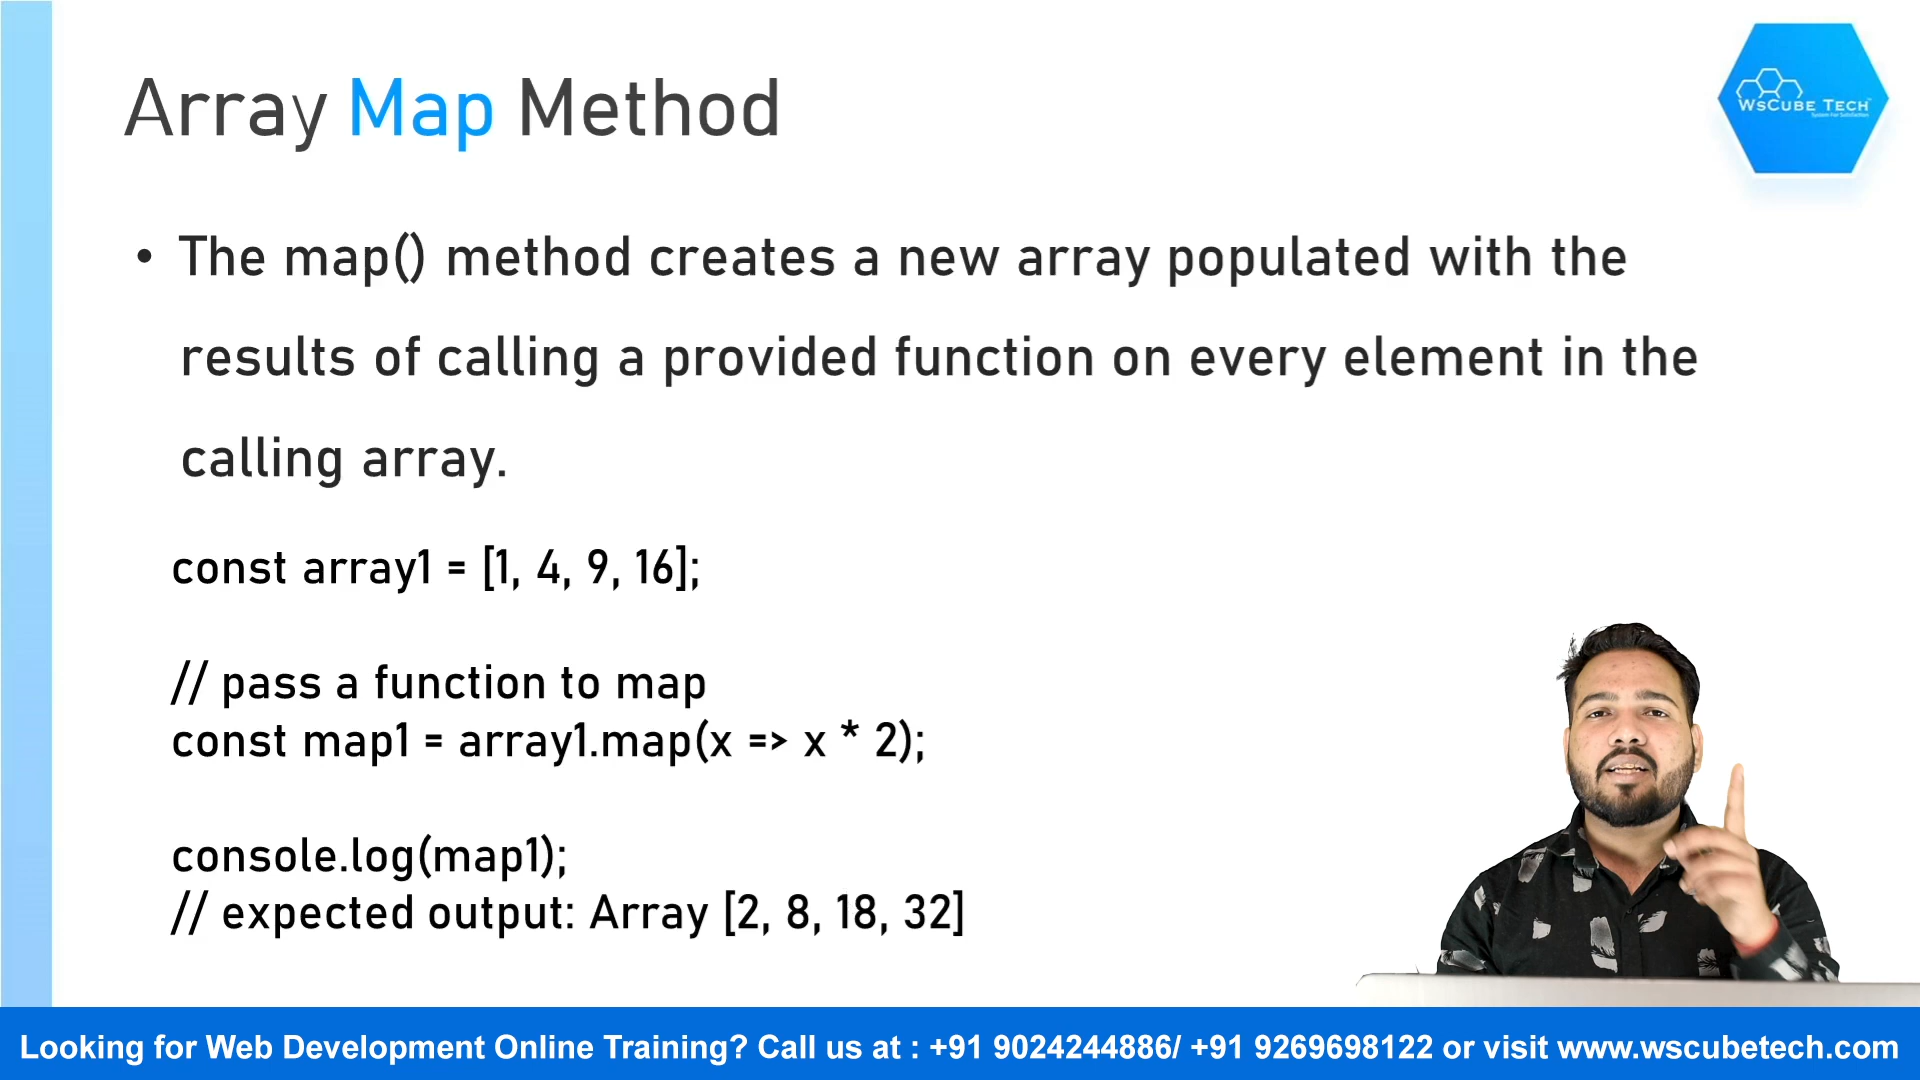 Array Map Method
WsCube Tech
System For Satisfaction
• The map() method creates a new array populated with the
results of calling a provided function on every element in the
calling array.
const array1 = [1, 4, 9, 16];
// pass a function to map
const map1 = array1.map(x => x * 2);
console.log(map1);
// expected output: Array [2, 8, 18, 32]
Looking for Web Development Online Training? Call us at : +91 9024244886/ +91 9269698122 or visit www.wscubetech.com